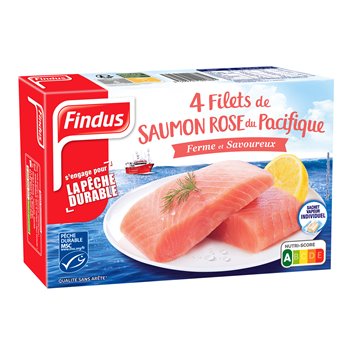 Findus
s'engage pour
LA PÊCHE
DURABLE
4 Filets de
SAUMON ROSE du Pacifique
Ferme et Savoureux
SACHET
VAPEUR
INDIVIDUEL
PÊCHE
DURABLE
MSC
QUALITÉ SANS ARÊTE*
NUTRI-SCORE
A B C D E